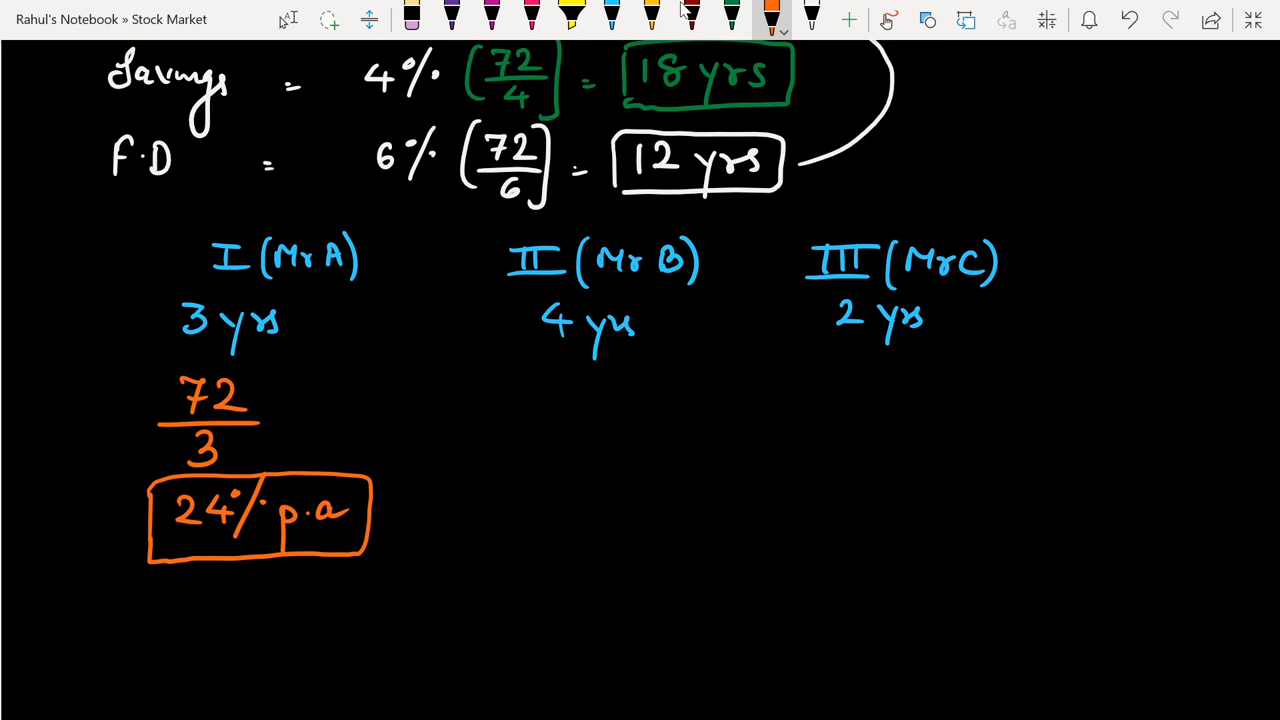 Rahul's Notebook » Stock Market
Savings = 4% [72/4] = 18 yrs
F.D = 6% [72/6] = 12 yrs
I (Mr A) II (Mr B) III (Mr C)
3 yrs 4 yrs 2 yrs
72
3
24% p.a